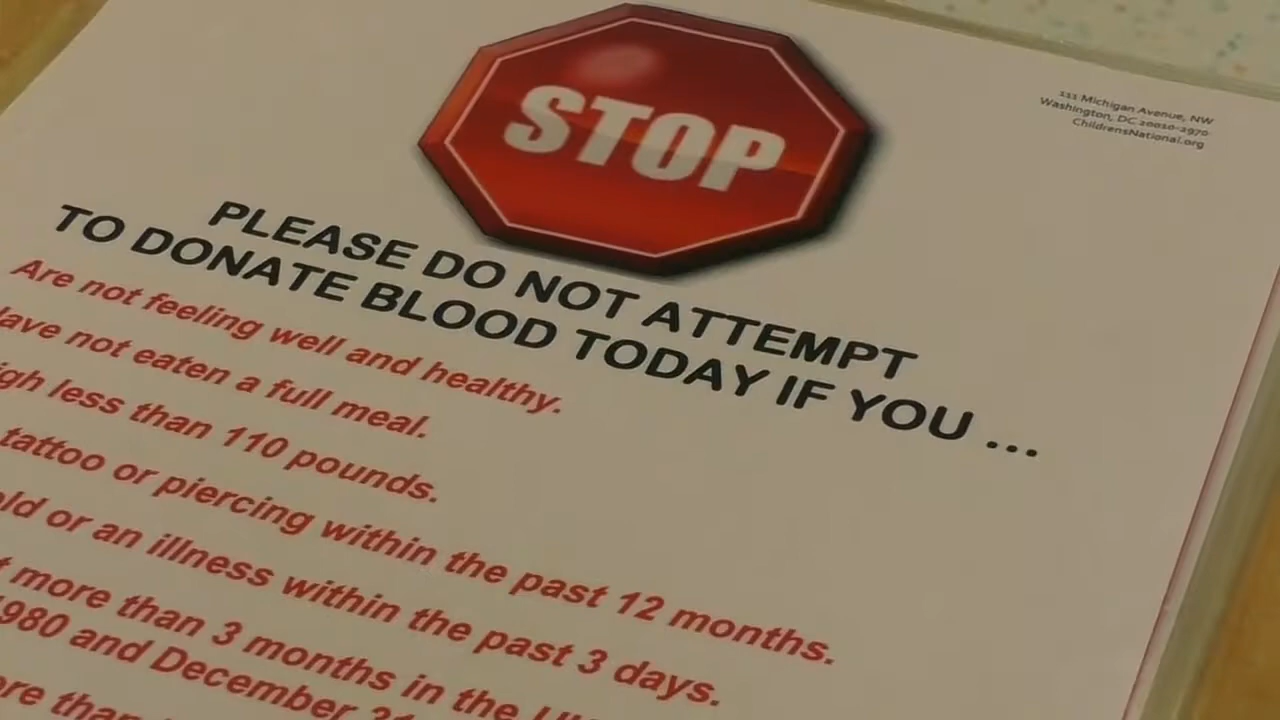 STOP
111 Michigan Avenue, NW
Washington, DC 20010-2970
ChildrensNational.org
PLEASE DO NOT ATTEMPT
TO DONATE BLOOD TODAY IF YOU ...
Are not feeling well and healthy.
not eaten a full meal.
less than 110 pounds.
tattoo or piercing within the past 12 months.
or an illness within the past 3 days.
more than 3 months in the
1980 and December
than